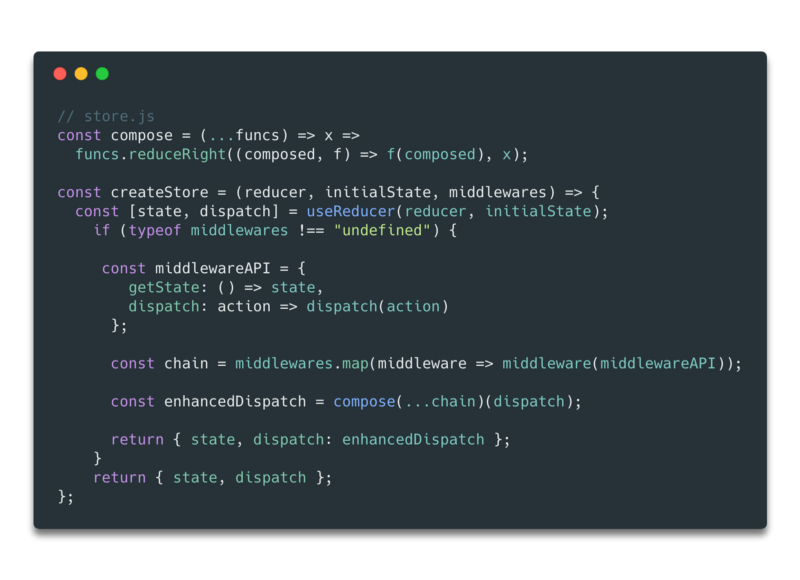 // store.js
const compose = (...funcs) => x =>
  funcs.reduceRight((composed, f) => f(composed), x);

const createStore = (reducer, initialState, middlewares) => {
  const [state, dispatch] = useReducer(reducer, initialState);
    if (typeof middlewares !== "undefined") {

     const middlewareAPI = {
        getState: () => state,
        dispatch: action => dispatch(action)
      };

      const chain = middlewares.map(middleware => middleware(middlewareAPI));

      const enhancedDispatch = compose(...chain)(dispatch);

      return { state, dispatch: enhancedDispatch };
    }
    return { state, dispatch };
};